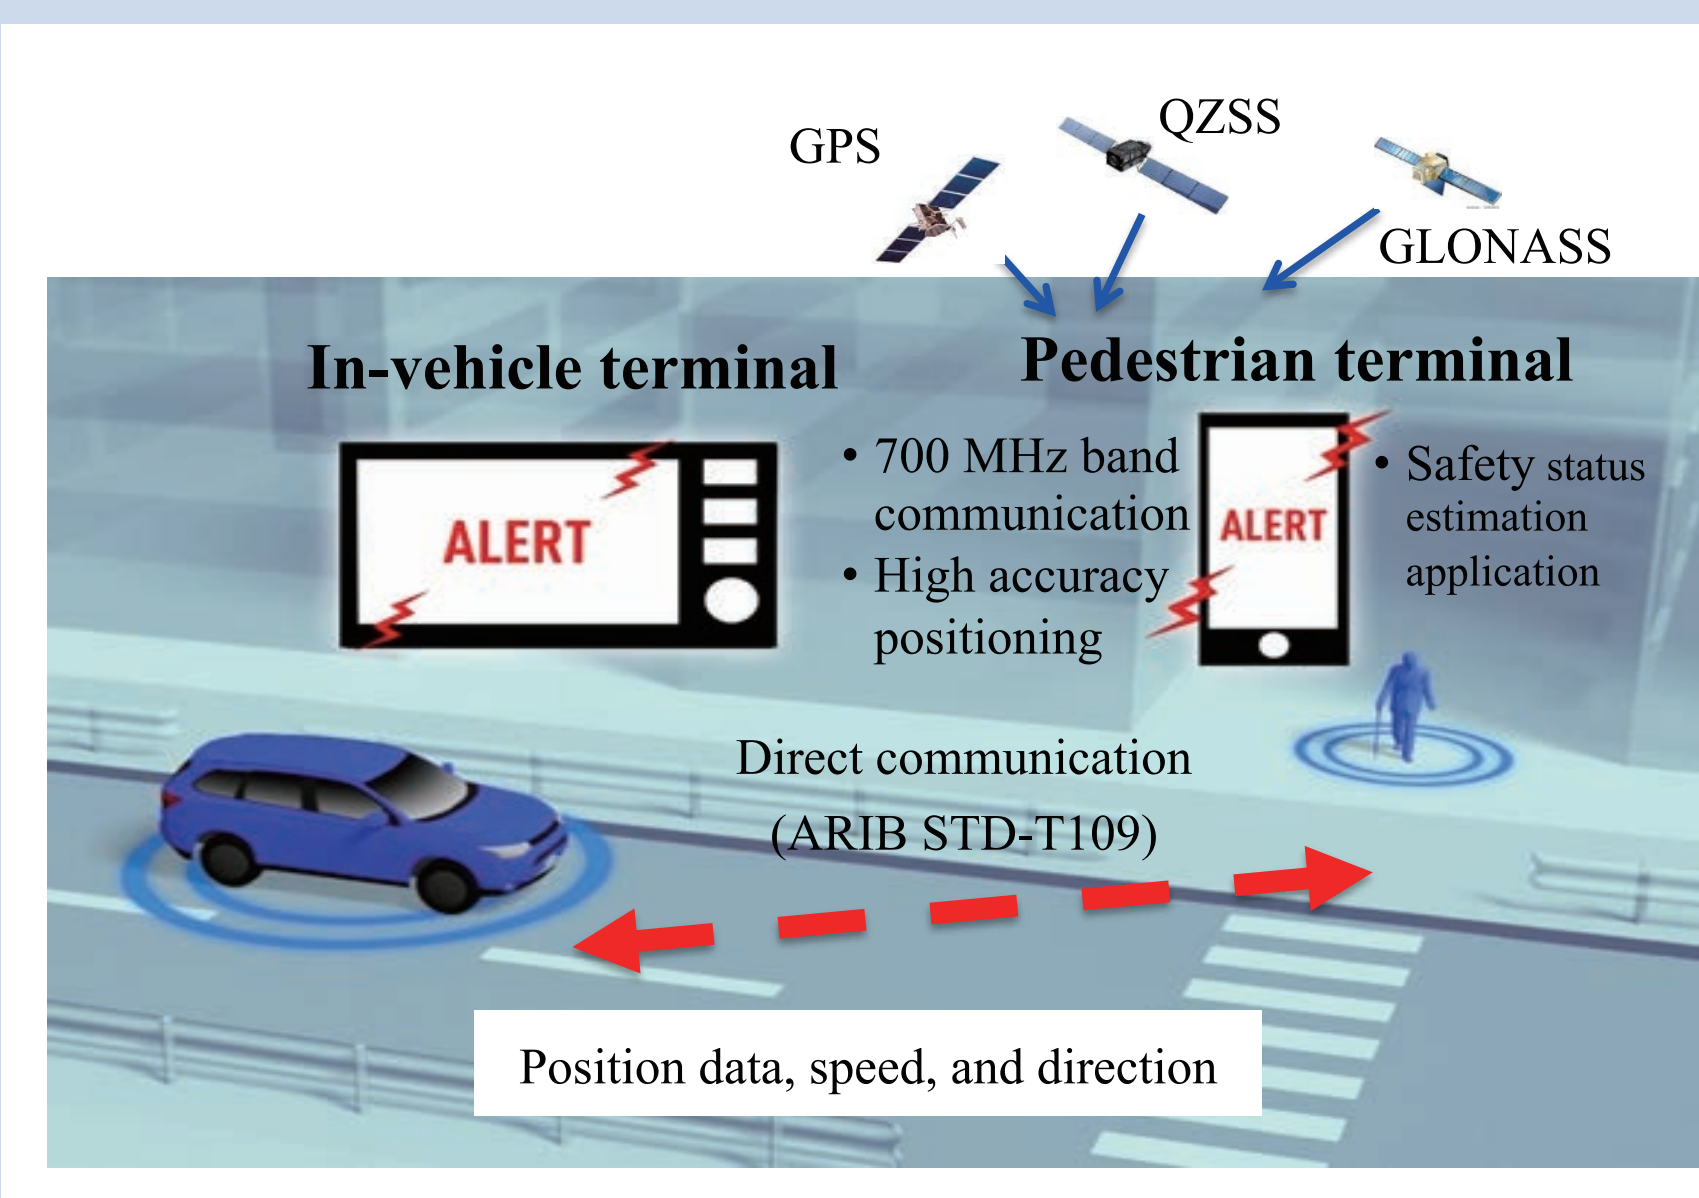 GPS
QZSS
GLONASS
In-vehicle terminal
Pedestrian terminal
ALERT
• 700 MHz band
communication
• High accuracy
positioning
ALERT
• Safety status
estimation
application
Direct communication
(ARIB STD-T109)
Position data, speed, and direction